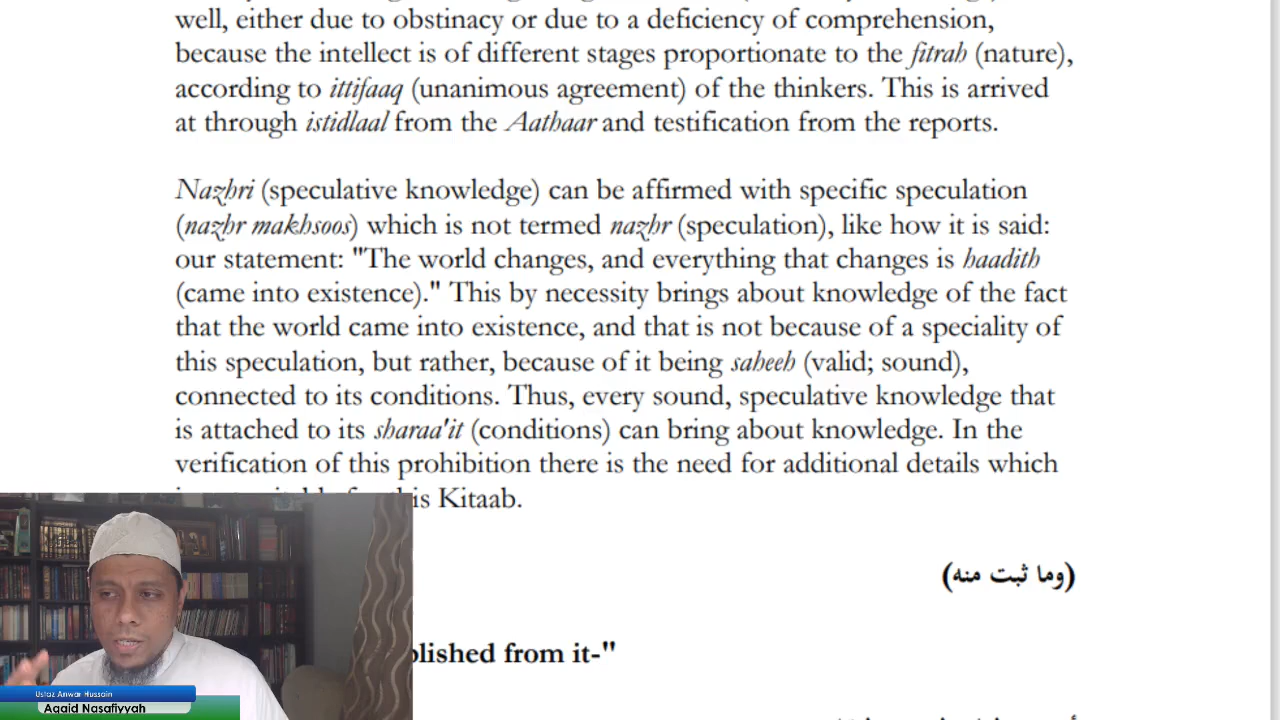 well, either due to obstinacy or due to a deficiency of comprehension,
because the intellect is of different stages proportionate to the fitrah (nature),
according to ittifaaq (unanimous agreement) of the thinkers. This is arrived
at through istidlaal from the Aathaar and testification from the reports.
Nazhri (speculative knowledge) can be affirmed with specific speculation
(nazhr makhsoos) which is not termed nazhr (speculation), like how it is said:
our statement: "The world changes, and everything that changes is haadith
(came into existence)." This by necessity brings about knowledge of the fact
that the world came into existence, and that is not because of a speciality of
this speculation, but rather, because of it being saheeh (valid; sound),
connected to its conditions. Thus, every sound, speculative knowledge that
is attached to its sharaa'it (conditions) can bring about knowledge. In the
verification of this prohibition there is the need for additional details which
Kitaab.
(وما ثبت منه)
from it-"
Ustaz Anwar Hussain
Aqaid Nasafiyyah